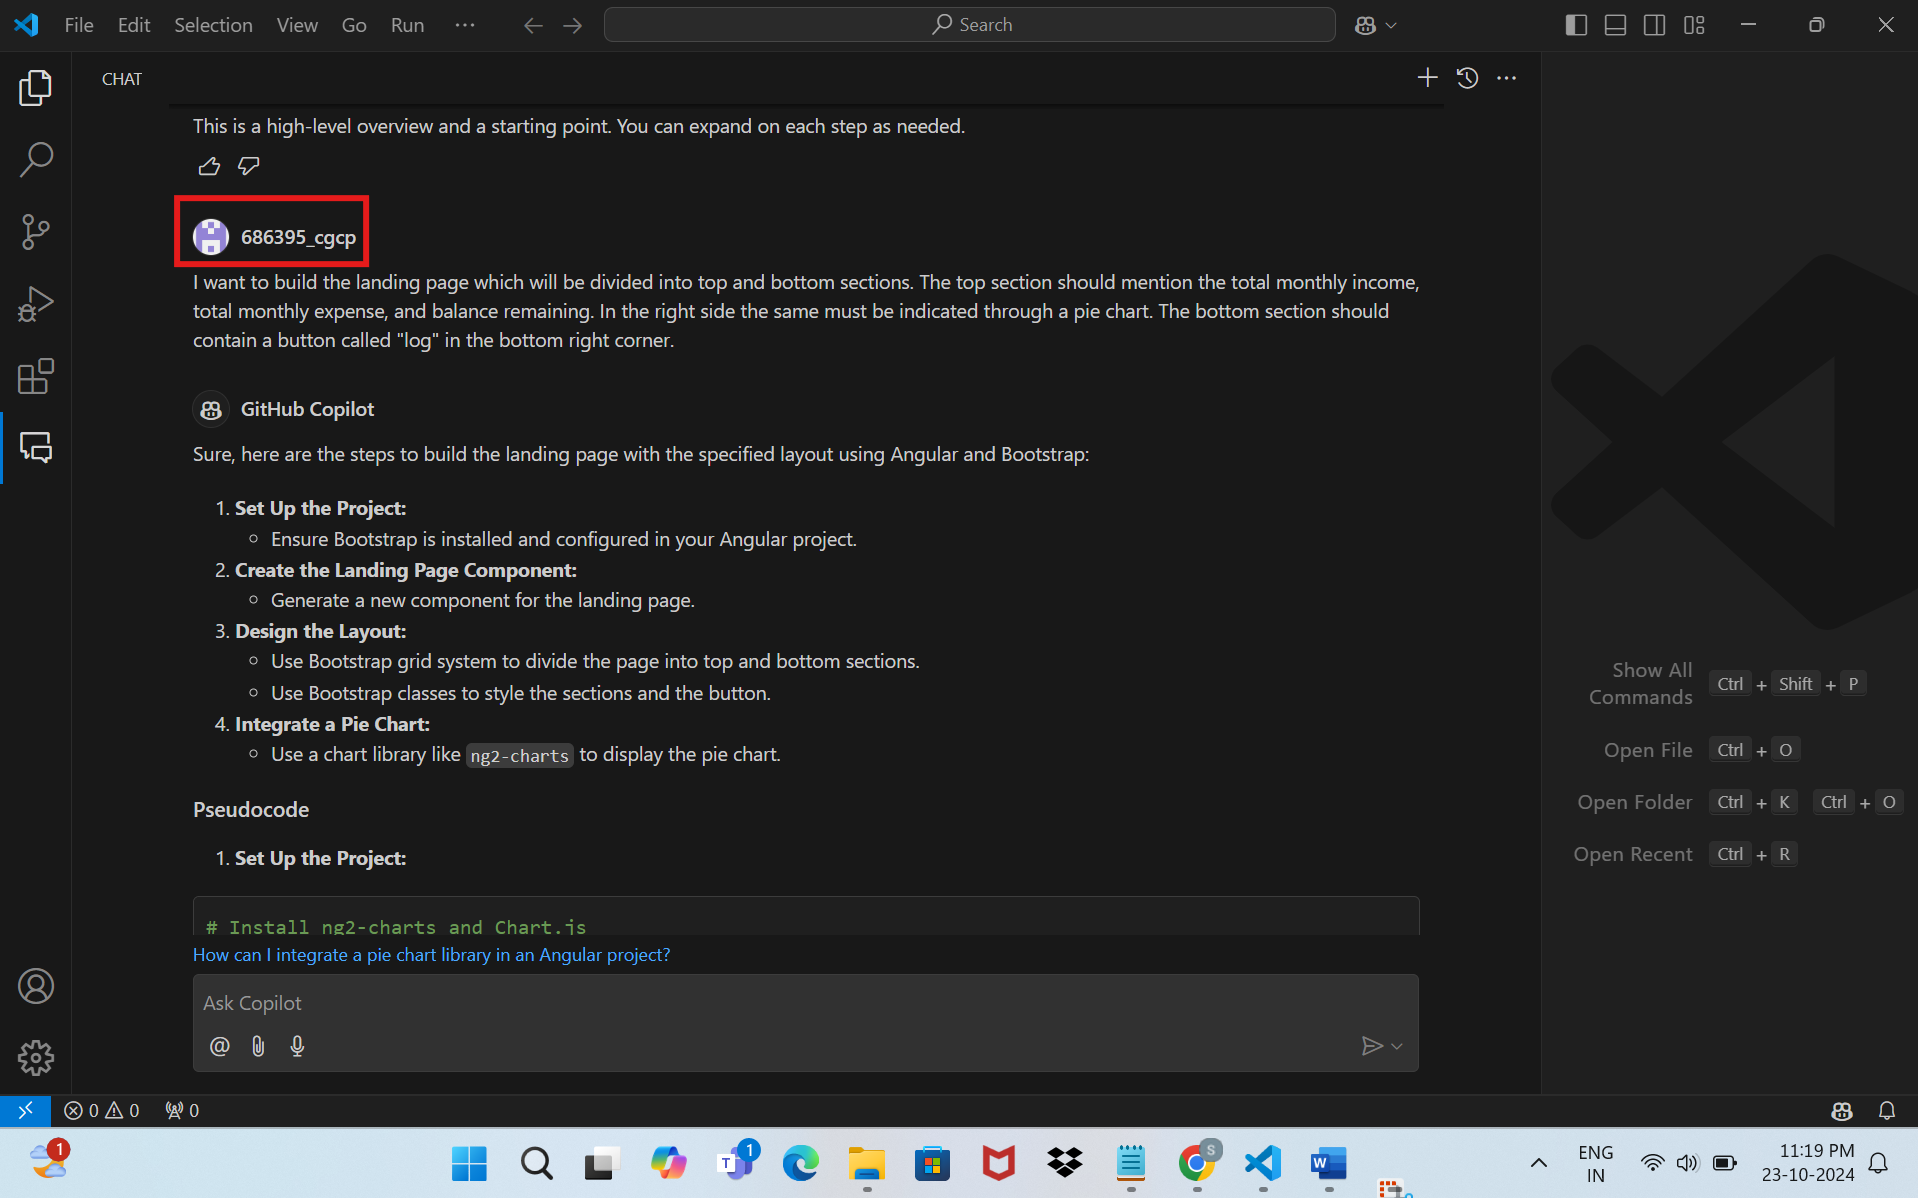 File Edit Selection View Go Run ··· Search
CHAT
This is a high-level overview and a starting point. You can expand on each step as needed.
686395_cgcp
I want to build the landing page which will be divided into top and bottom sections. The top section should mention the total monthly income,
total monthly expense, and balance remaining. In the right side the same must be indicated through a pie chart. The bottom section should
contain a button called "log" in the bottom right corner.
GitHub Copilot
Sure, here are the steps to build the landing page with the specified layout using Angular and Bootstrap:
1. Set Up the Project:
Ensure Bootstrap is installed and configured in your Angular project.
2. Create the Landing Page Component:
Generate a new component for the landing page.
3. Design the Layout:
Use Bootstrap grid system to divide the page into top and bottom sections.
Use Bootstrap classes to style the sections and the button.
4. Integrate a Pie Chart:
Use a chart library like ng2-charts to display the pie chart.
Pseudocode
1. Set Up the Project:
# Install ng2-charts and Chart.js
How can I integrate a pie chart library in an Angular project?
Ask Copilot
@
Show All
Commands Ctrl + Shift + P
Open File Ctrl + O
Open Folder Ctrl + K Ctrl + O
Open Recent Ctrl + R
0 0 0
1
T 1
S
W
ENG
IN
11:19 PM
23-10-2024